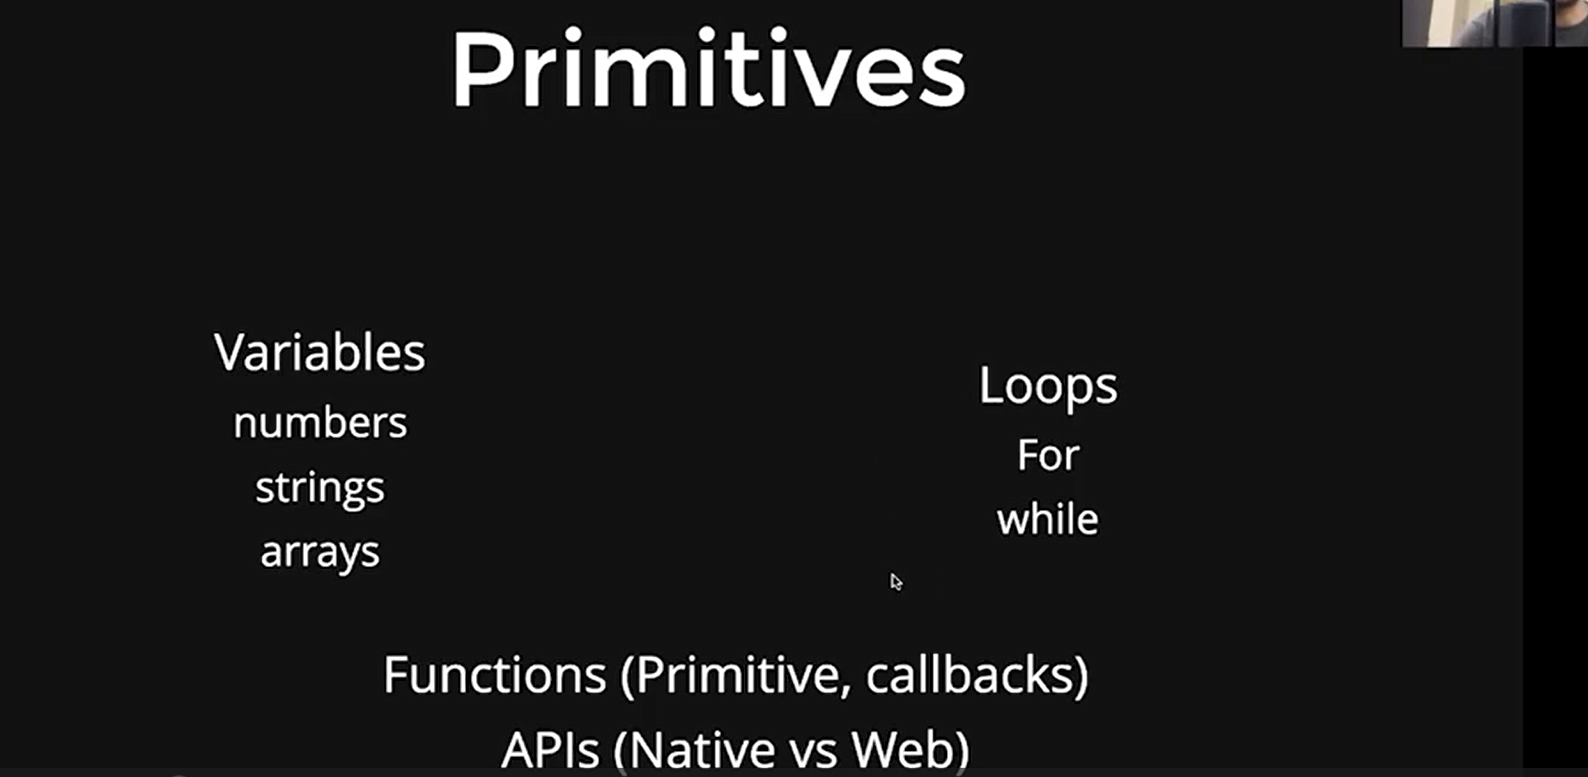 Primitives
Variables
numbers
strings
arrays
Loops
For
while
Functions (Primitive, callbacks)
APIs (Native vs Web)